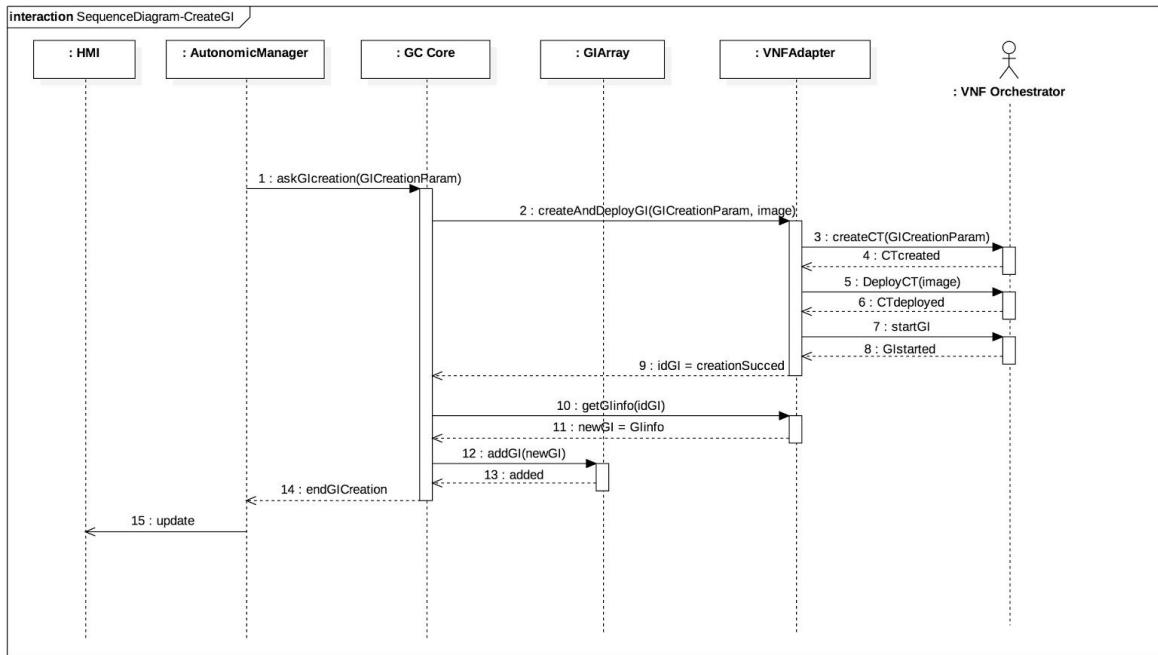 interaction SequenceDiagram-CreateGI
: HMI
: AutonomicManager
: GC Core
: GIArray
: VNFAdapter
: VNF Orchestrator
1 : askGIcreation(GICreationParam)
2 : createAndDeployGI(GICreationParam, image)
3 : createCT(GICreationParam)
4 : CTcreated
5 : DeployCT(image)
6 : CTdeployed
7 : startGI
8 : GIstarted
9 : idGI = creationSucced
10 : getGIinfo(idGI)
11 : newGI = GIinfo
12 : addGI(newGI)
13 : added
14 : endGICreation
15 : update